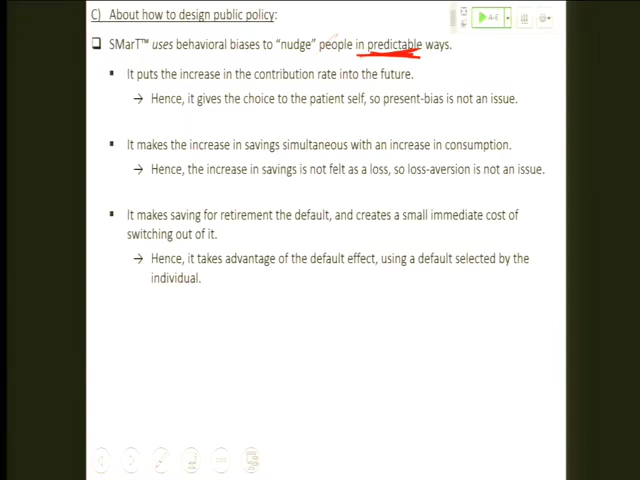 C) About how to design public policy:
❑ SMarT™ uses behavioral biases to “nudge” people in predictable ways.
▪ It puts the increase in the contribution rate into the future.
→ Hence, it gives the choice to the patient self, so present-bias is not an issue.
▪ It makes the increase in savings simultaneous with an increase in consumption.
→ Hence, the increase in savings is not felt as a loss, so loss-aversion is not an issue.
▪ It makes saving for retirement the default, and creates a small immediate cost of
switching out of it.
→ Hence, it takes advantage of the default effect, using a default selected by the
individual.
A-E